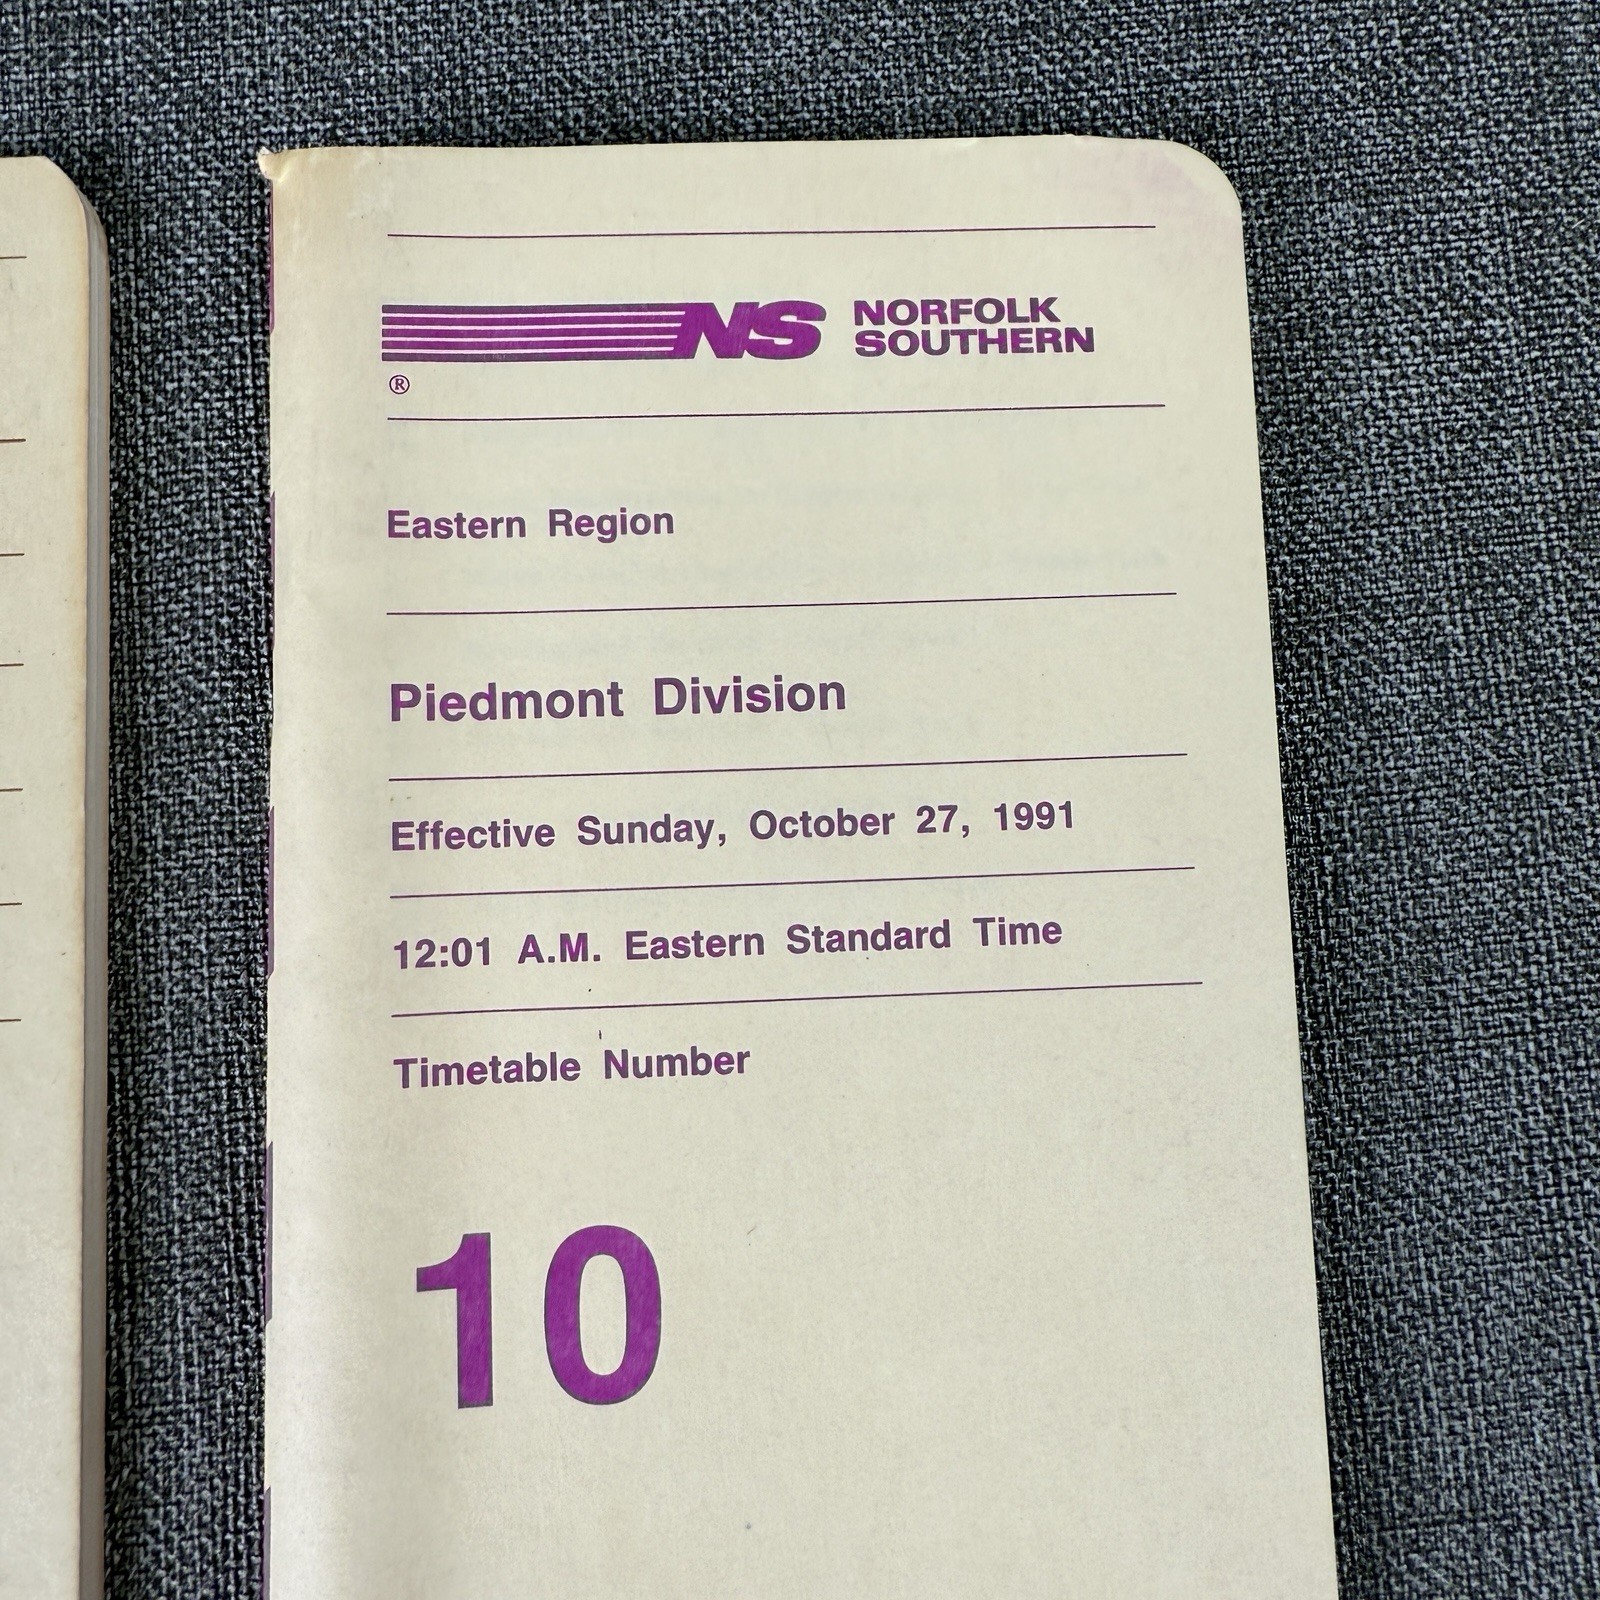 NS NORFOLK
SOUTHERN
®
Eastern Region
Piedmont Division
Effective Sunday, October 27, 1991
12:01 A.M. Eastern Standard Time
Timetable Number
10